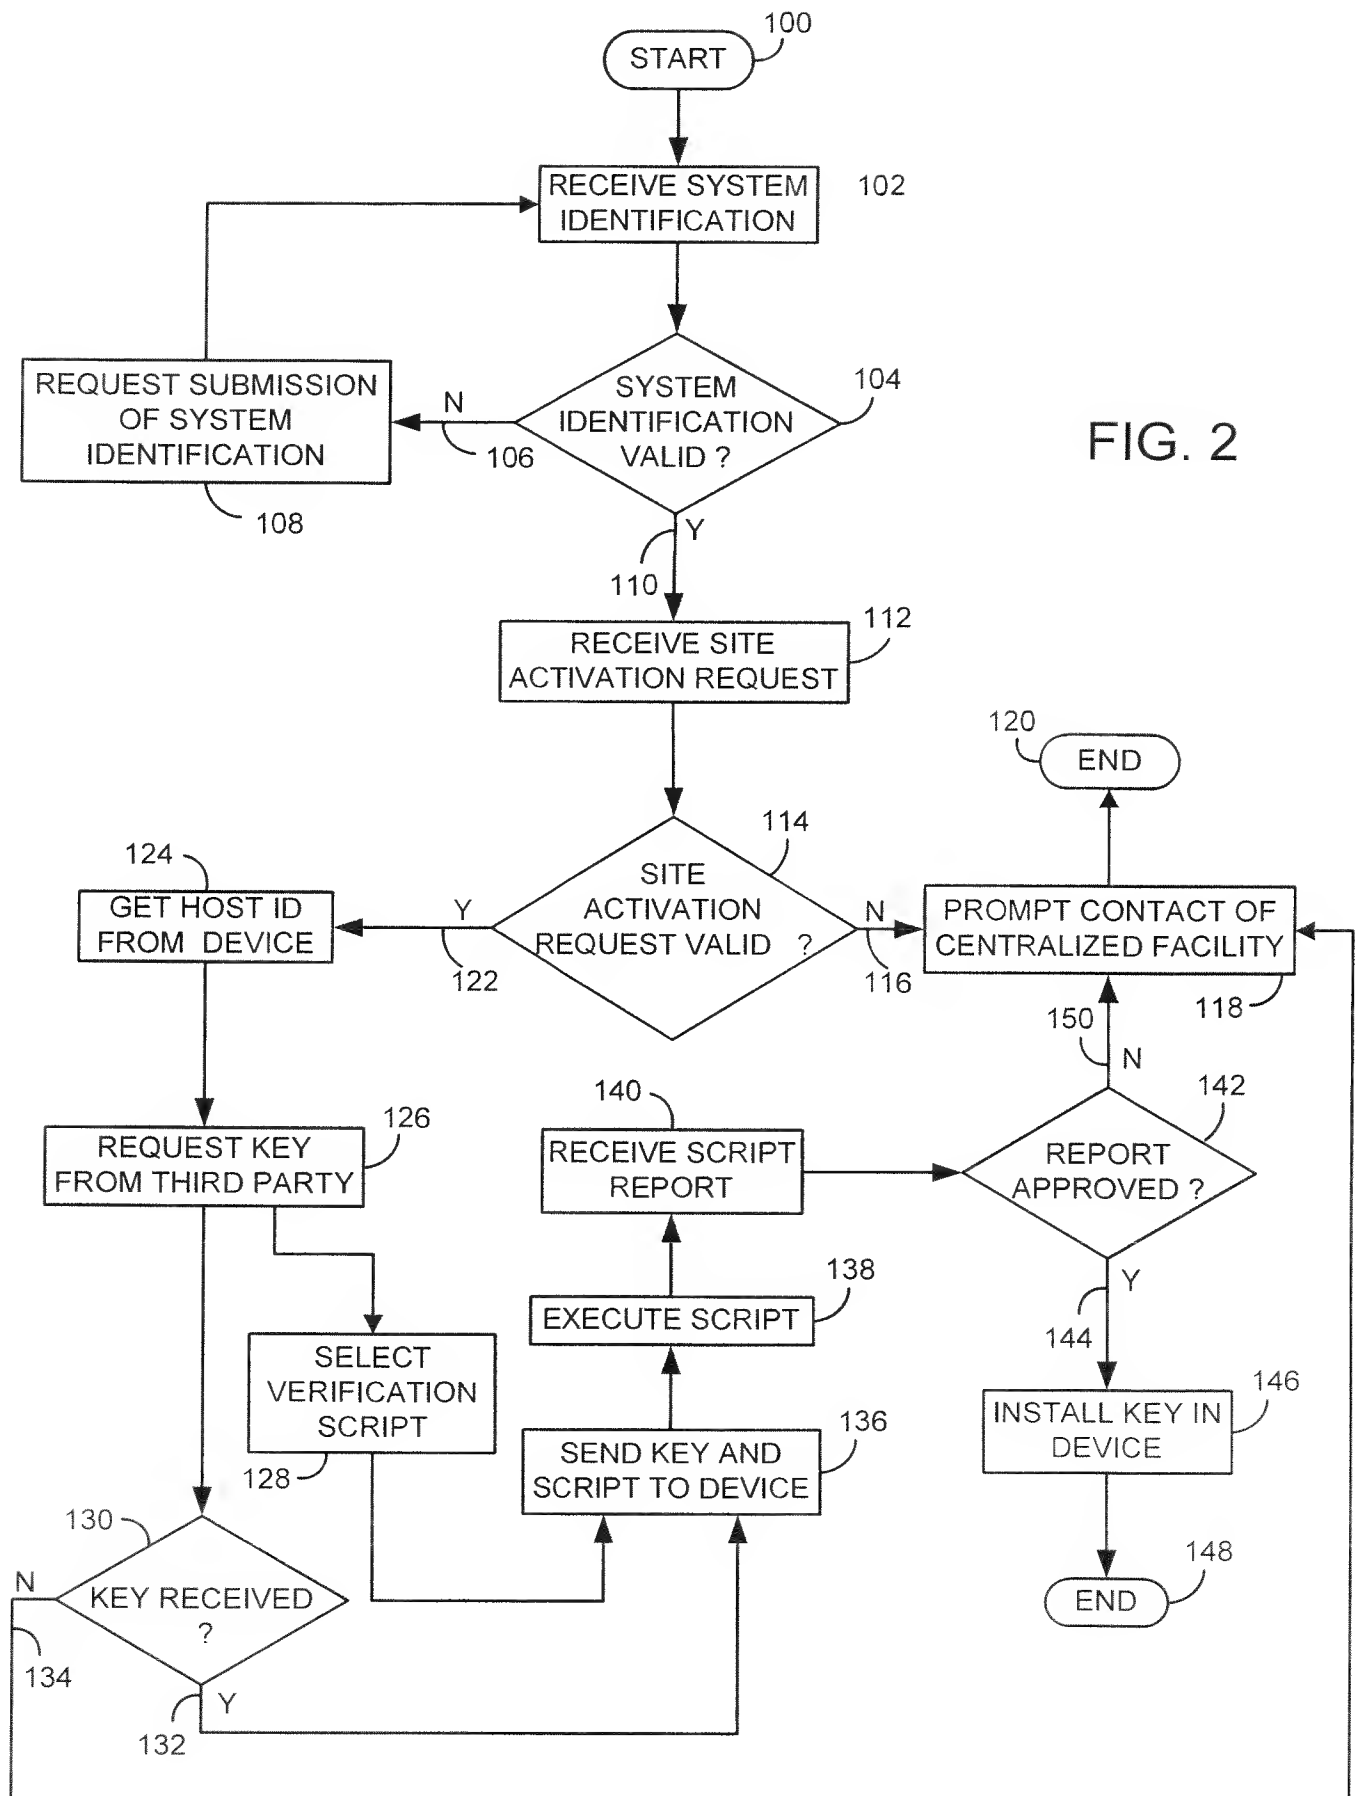 100
START
RECEIVE SYSTEM
IDENTIFICATION
102
REQUEST SUBMISSION
OF SYSTEM
IDENTIFICATION
108
N
106
SYSTEM
IDENTIFICATION
VALID ?
104
FIG. 2
Y
110
RECEIVE SITE
ACTIVATION REQUEST
112
120
END
114
SITE
ACTIVATION
REQUEST VALID ?
124
GET HOST ID
FROM DEVICE
Y
122
N
116
PROMPT CONTACT OF
CENTRALIZED FACILITY
118
150
N
REQUEST KEY
FROM THIRD PARTY
126
140
RECEIVE SCRIPT
REPORT
142
REPORT
APPROVED ?
138
EXECUTE SCRIPT
Y
144
SELECT
VERIFICATION
SCRIPT
128
SEND KEY AND
SCRIPT TO DEVICE
136
INSTALL KEY IN
DEVICE
146
130
N
KEY RECEIVED
?
134
Y
132
END
148